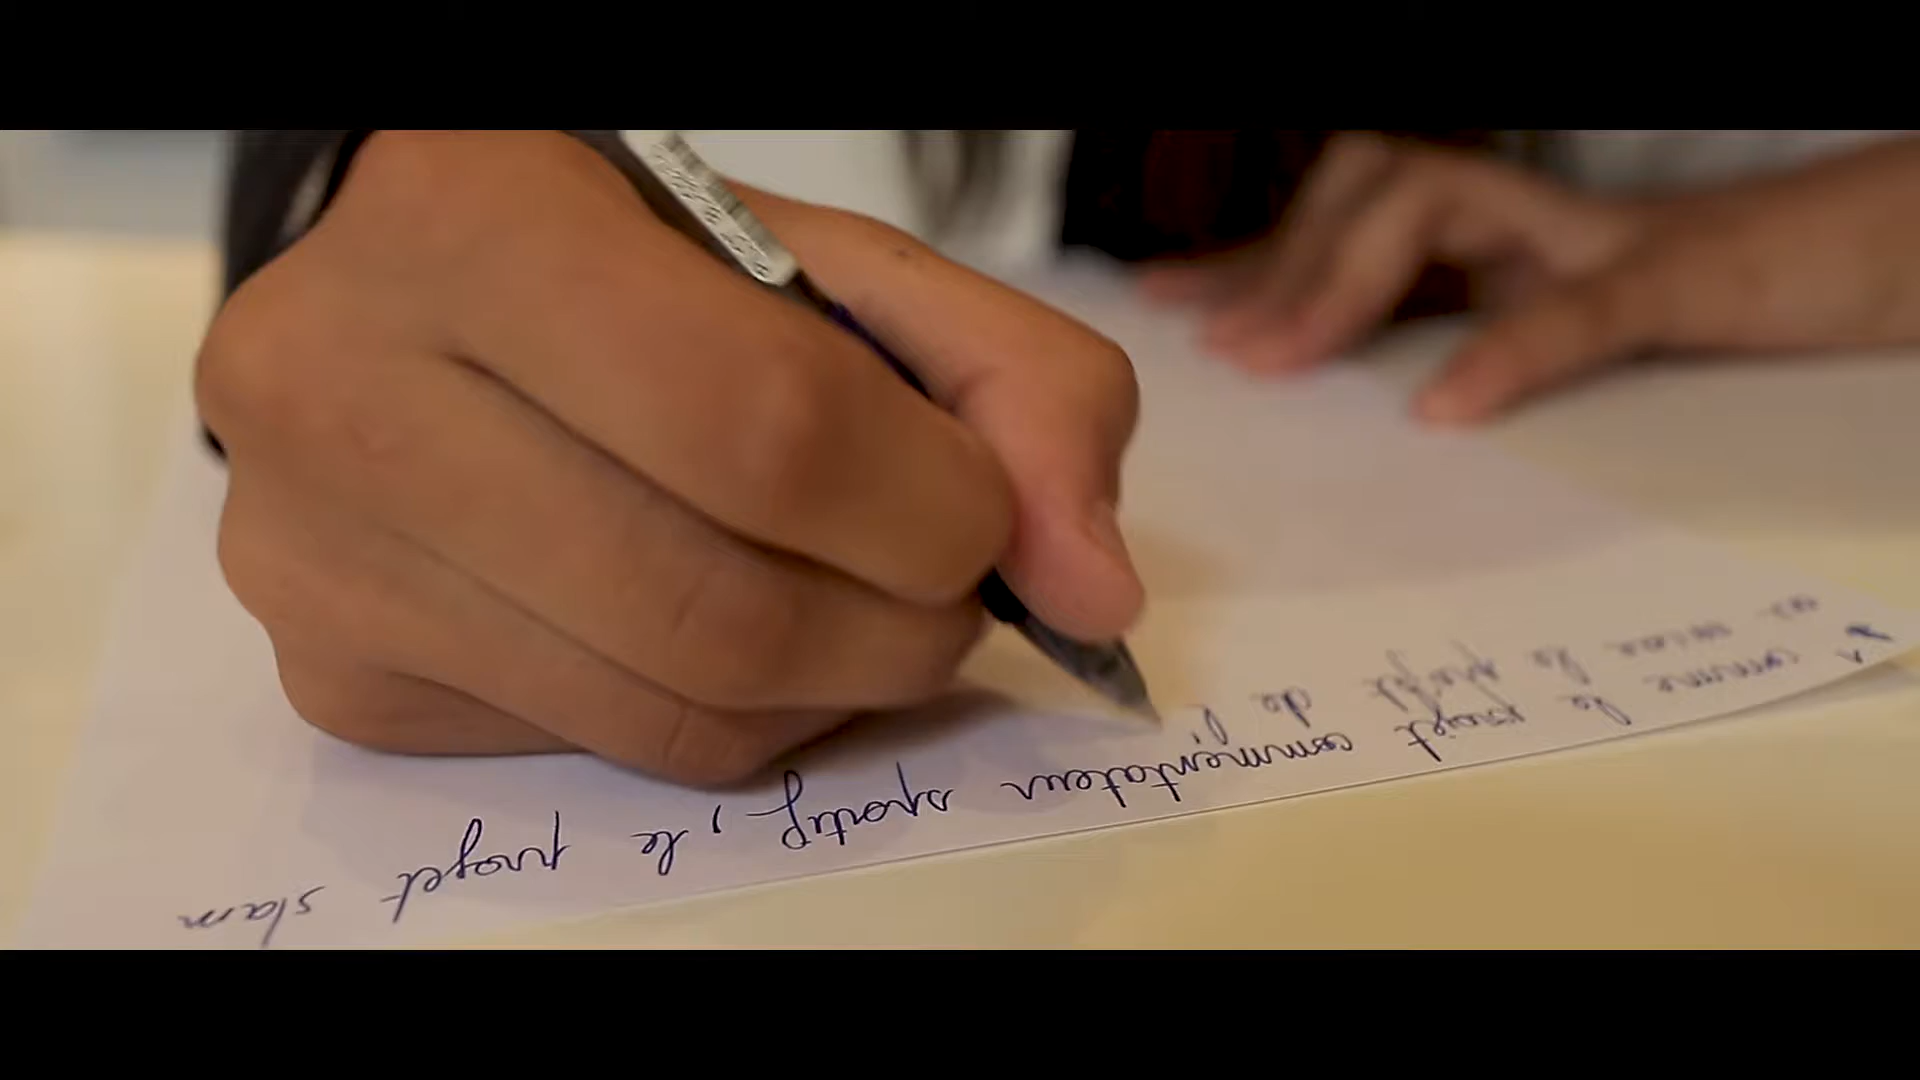 comme le projet commentateur sportif, le projet slam
le projet de l'